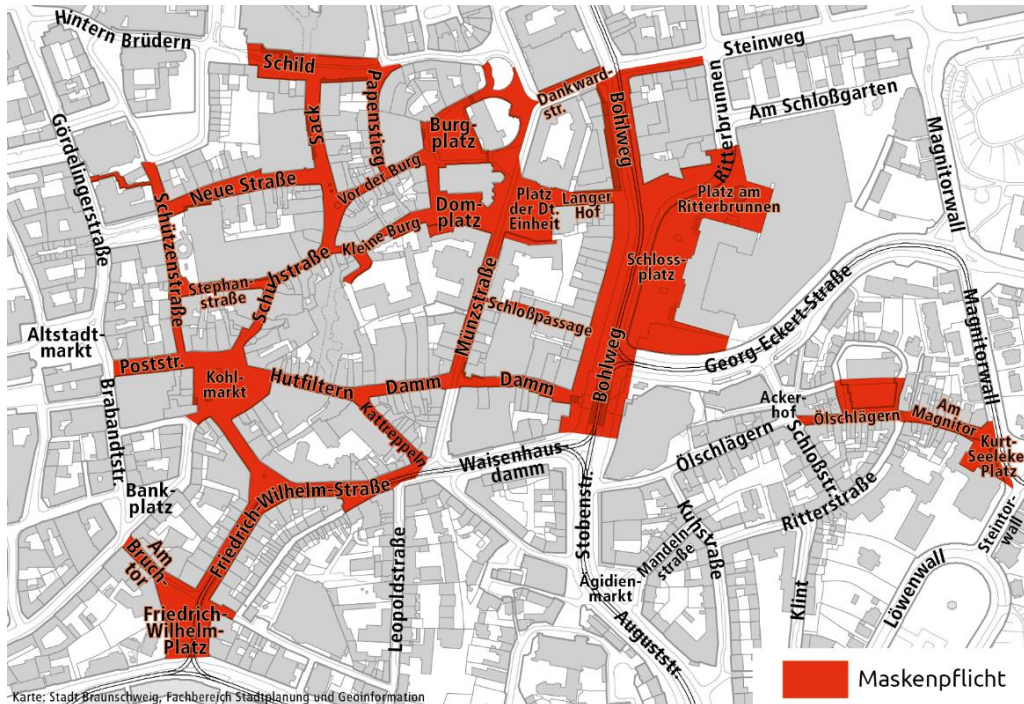 Hintern Brüdern
Schild
Papenstieg
Sack
Steinweg
Dankward-
str.
Bohlweg
Ritterbrunnen
Am Schloßgarten
Magnitorwall
Gördelingerstraße
Burg-
platz
Neue Straße
Vor der Burg
Schützenstraße
Dom-
platz
Kleine Burg
Platz
der Dt.
Einheit
Langer
Hof
Platz am
Ritterbrunnen
Schloss-
platz
Stephan-
straße
Schuhstraße
Münzstraße
Schloßpassage
Altstadt-
markt
Poststr.
Kohl-
markt
Hutfiltern
Damm
Damm
Bohlweg
Georg-Eckert-Straße
Magnitorwall
Brabandtstr.
Kattreppeln
Acker-
hof
Ölschlägern
Am
Magnitor
Kurt-
Seeleke
Platz
Ölschlägern
Schloßstr.
Waisenhaus-
damm
Friedrich-Wilhelm-Straße
Bank-
platz
Stobenstr.
Kuhstraße
Ritterstraße
Mandeln-
straße
Steintor-
wall
Am
Bruch-
tor
Leopoldstraße
Ägidien-
markt
Klint
Löwenwall
Friedrich-
Wilhelm-
Platz
Auguststr.
Maskenpflicht
Karte: Stadt Braunschweig, Fachbereich Stadtplanung und Geoinformation